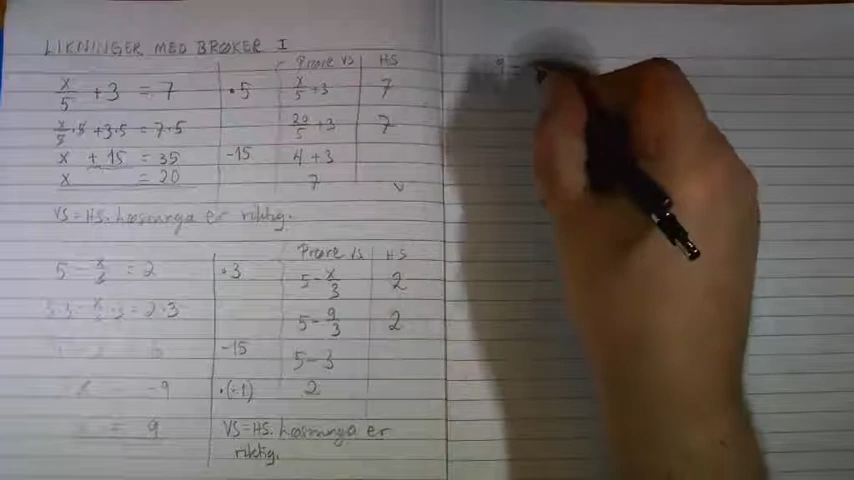 LIKNINGER MED BRØKER I
Prøve VS HS
x/5 + 3 = 7 | ·5 | x/5 + 3 | 7
x/5 · 5 + 3·5 = 7·5 | 20/5 + 3 | 7
x + 15 = 35 | -15 | 4 + 3
x = 20 | 7 | v
VS = HS. Løsninga er riktig.
Prøve VS HS
5 - x/3 = 2 | ·3 | 5 - x/3 | 2
5·3 - x/3 · 3 = 2·3 | 5 - 9/3 | 2
-15 | 5 - 3
x -9 | ·(-1) | 2
= 9 | VS = HS. Løsninga er
riktig.
9 =